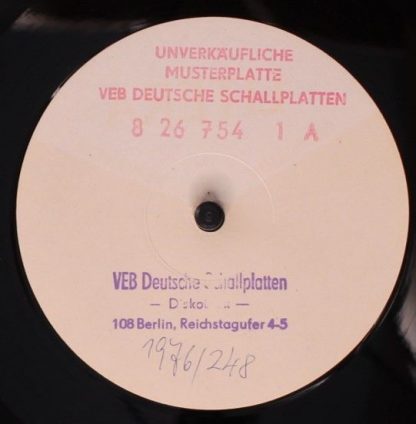 UNVERKÄUFLICHE
MUSTERPLATTE
VEB DEUTSCHE SCHALLPLATTEN
8 26 754 1 A
VEB Deutsche Schallplatten
108 Berlin, Reichstagufer 4-5
1976/248